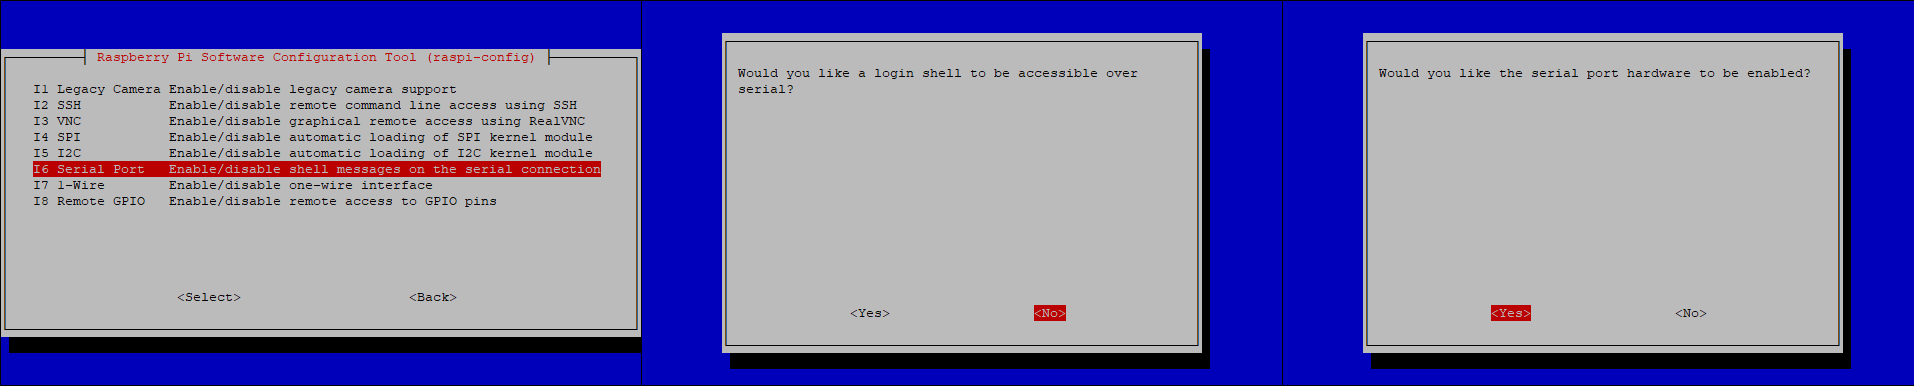 Raspberry Pi Software Configuration Tool (raspi-config)
I1 Legacy Camera Enable/disable legacy camera support
I2 SSH Enable/disable remote command line access using SSH
I3 VNC Enable/disable graphical remote access using RealVNC
I4 SPI Enable/disable automatic loading of SPI kernel module
I5 I2C Enable/disable automatic loading of I2C kernel module
I6 Serial Port Enable/disable shell messages on the serial connection
I7 1-Wire Enable/disable one-wire interface
I8 Remote GPIO Enable/disable remote access to GPIO pins
<Select> <Back>
Would you like a login shell to be accessible over
serial?
<Yes> <No>
Would you like the serial port hardware to be enabled?
<Yes> <No>